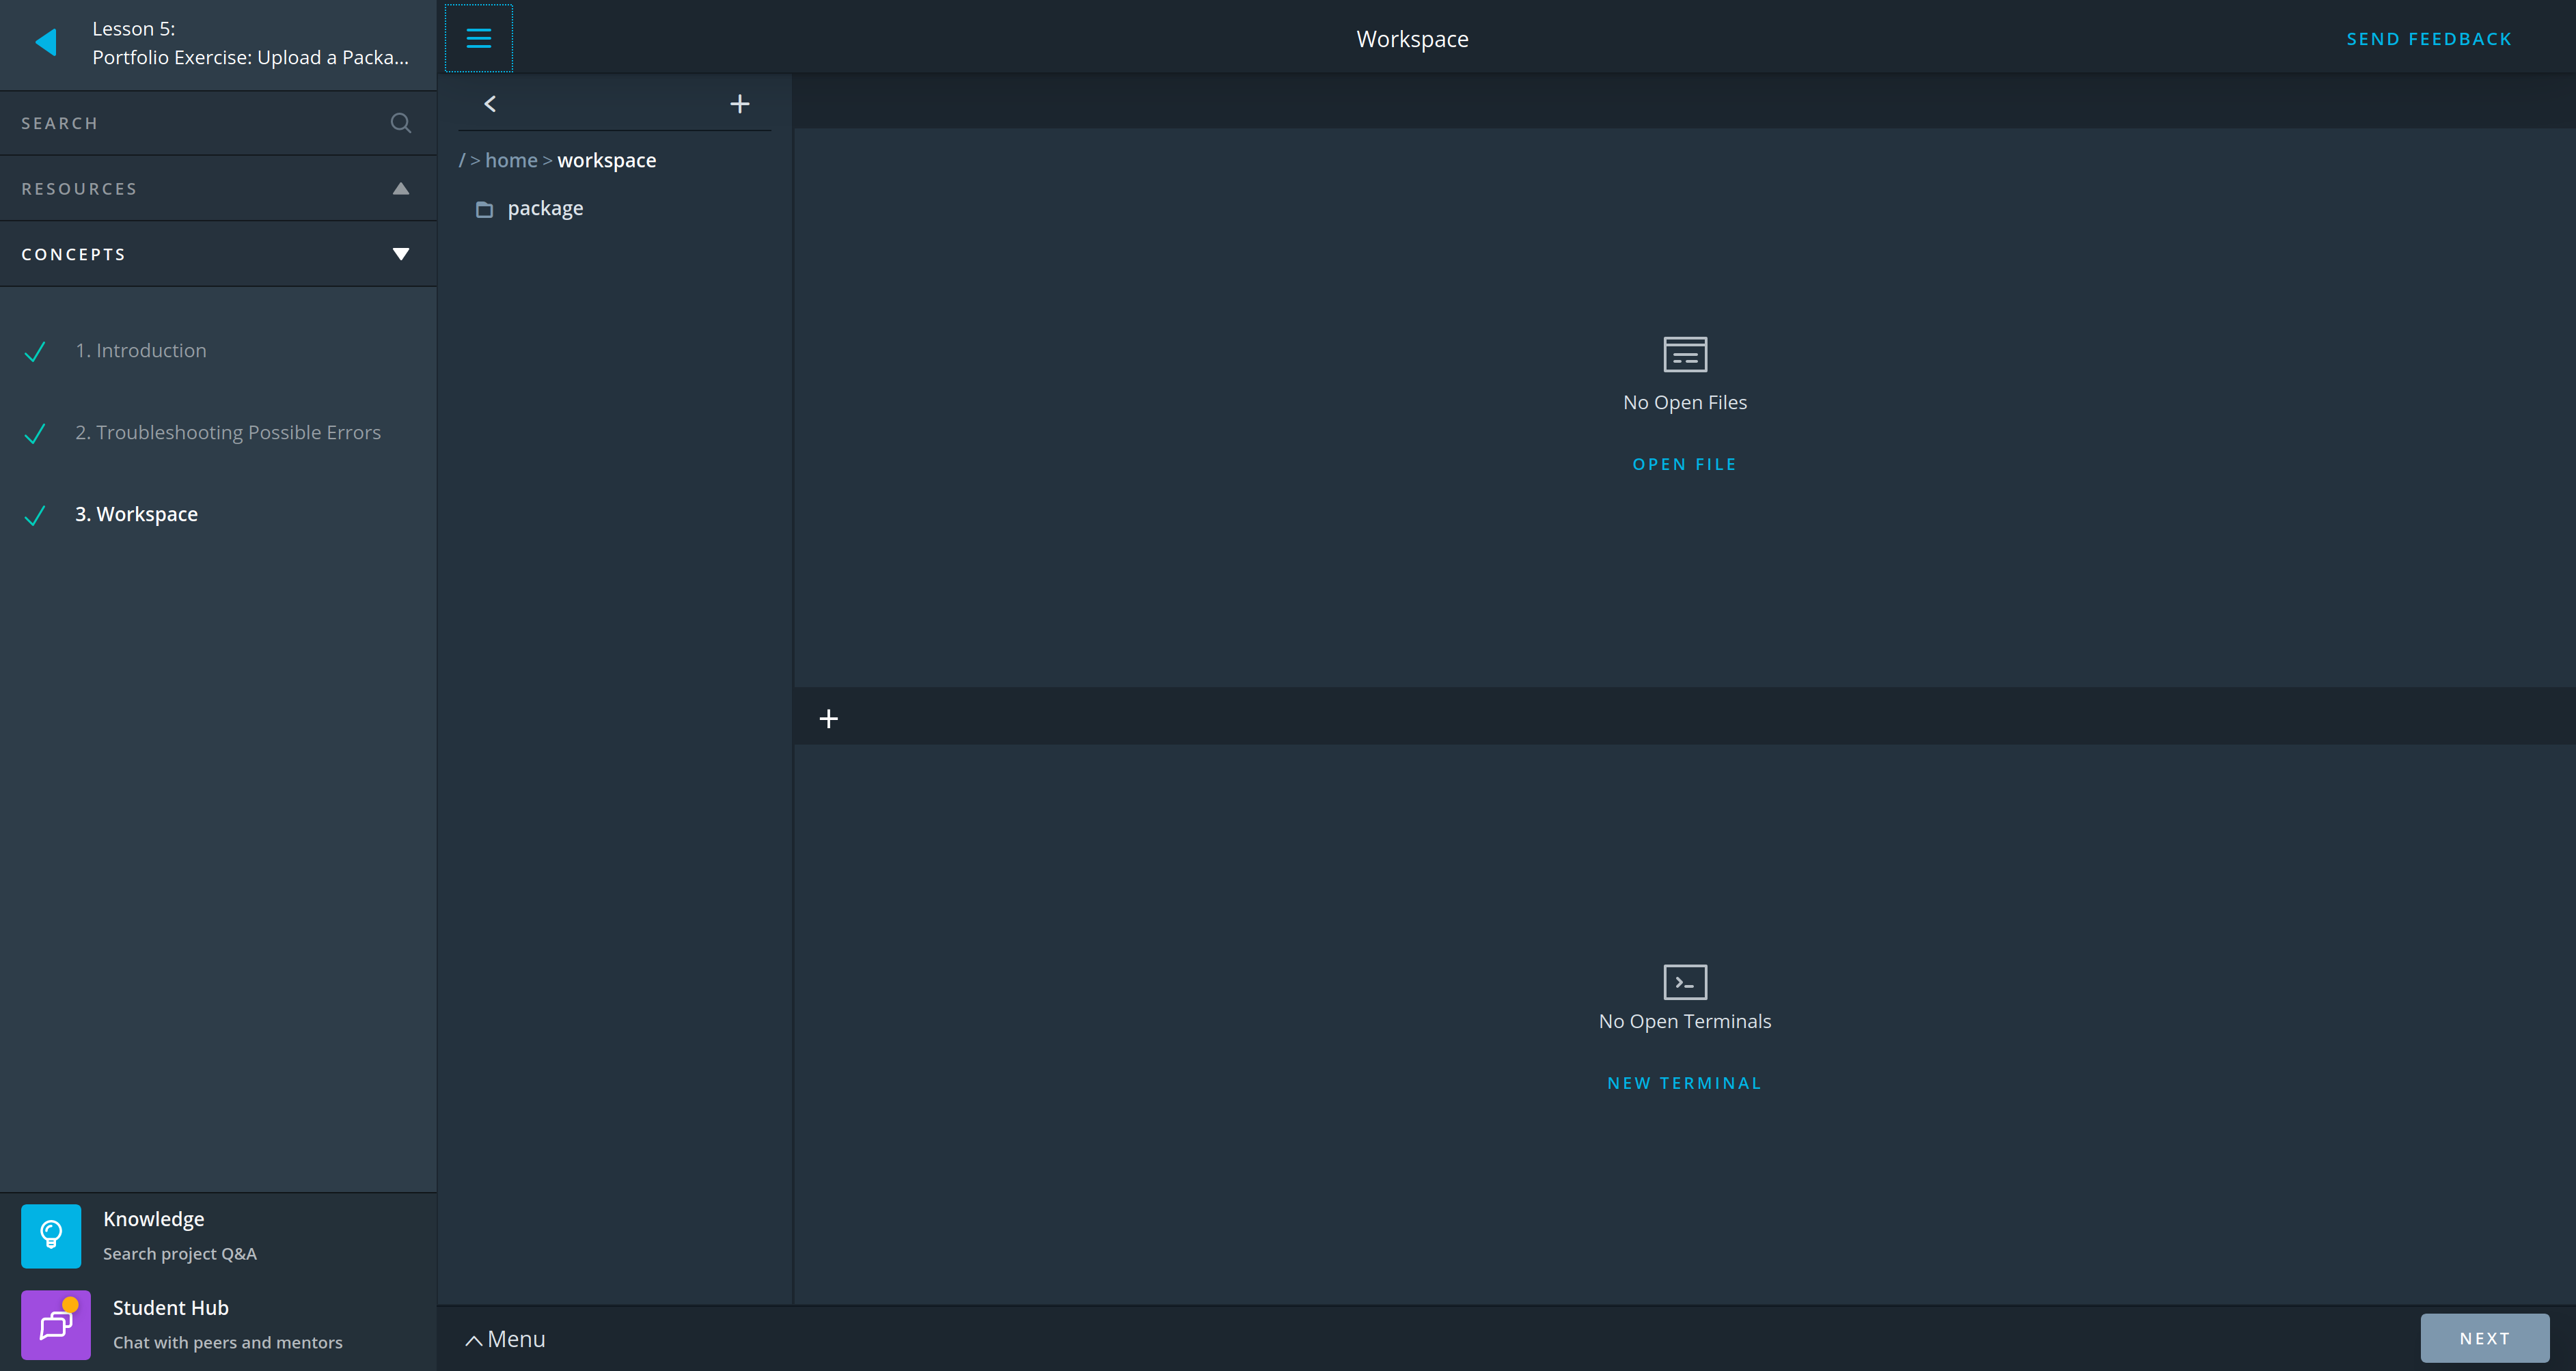 Lesson 5:
Portfolio Exercise: Upload a Packa...
SEARCH
RESOURCES
CONCEPTS
1. Introduction
2. Troubleshooting Possible Errors
3. Workspace
Knowledge
Search project Q&A
Student Hub
Chat with peers and mentors
Workspace
SEND FEEDBACK
/ > home > workspace
package
No Open Files
OPEN FILE
No Open Terminals
NEW TERMINAL
Menu
NEXT